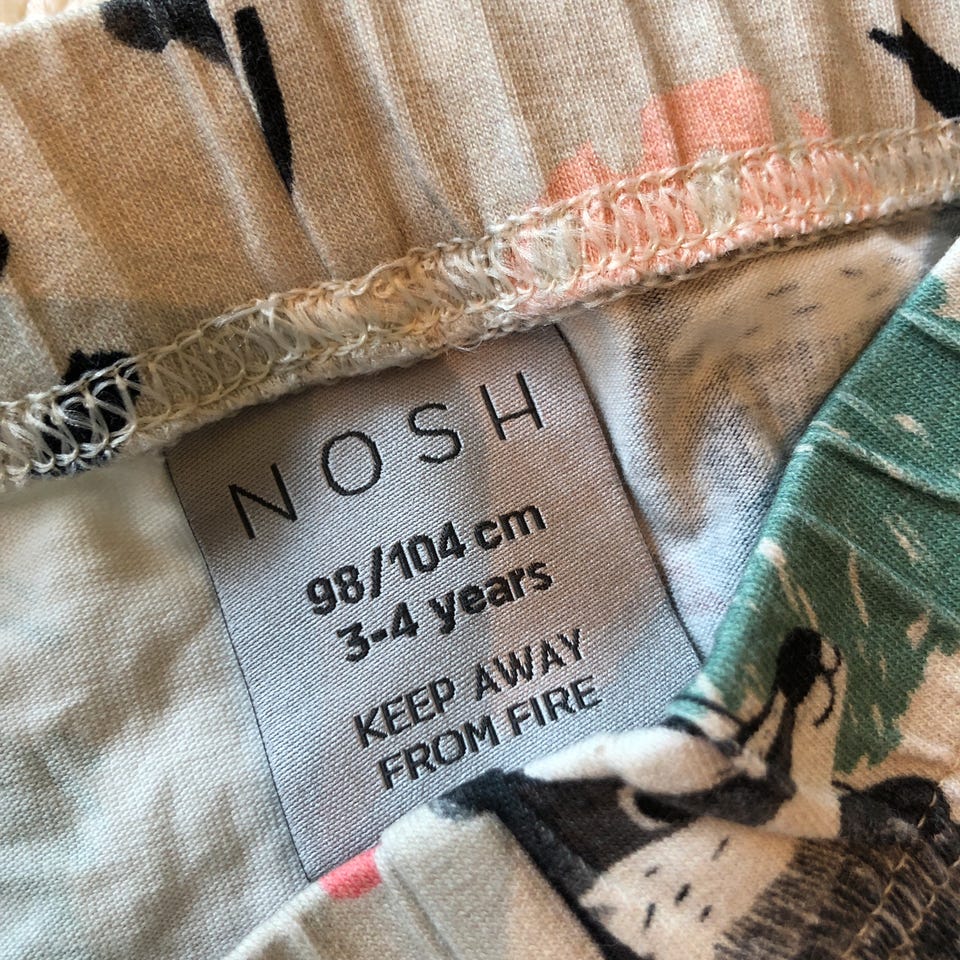 NOSH
98/104 cm
3-4 years
KEEP AWAY
FROM FIRE